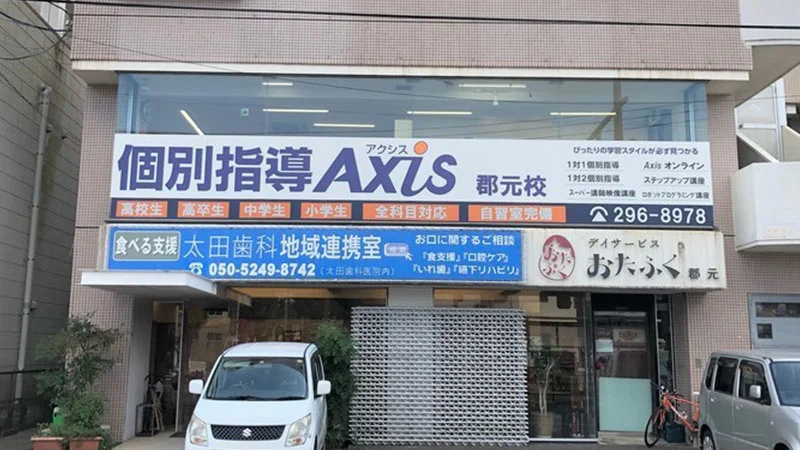 個別指導 Axis 郡元校
アクシス
ぴったりの学習スタイルが必ず見つかる
1対1個別指導 Axis オンライン
1対2個別指導 ステップアップ講座
スーパー講師映像講座 ロボットプログラミング講座
高校生 高卒生 中学生 小学生 全科目対応 自習室完備 ☎296-8978
食べる支援 太田歯科 地域連携室
☎050-5249-8742(太田歯科医院内)
お口に関するご相談
『食支援』『口腔ケア』
『いれ歯』『嚥下リハビリ』
おたふく
デイサービス
おたふく 郡元